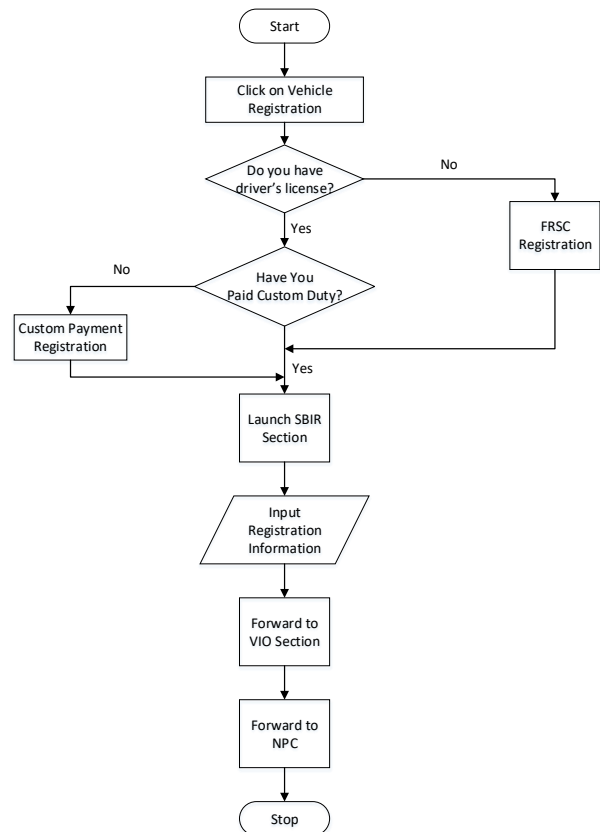 Start
Click on Vehicle
Registration
Do you have
driver's license?
No
Yes
FRSC
Registration
Have You
Paid Custom Duty?
No
Custom Payment
Registration
Yes
Launch SBIR
Section
Input
Registration
Information
Forward to
VIO Section
Forward to
NPC
Stop